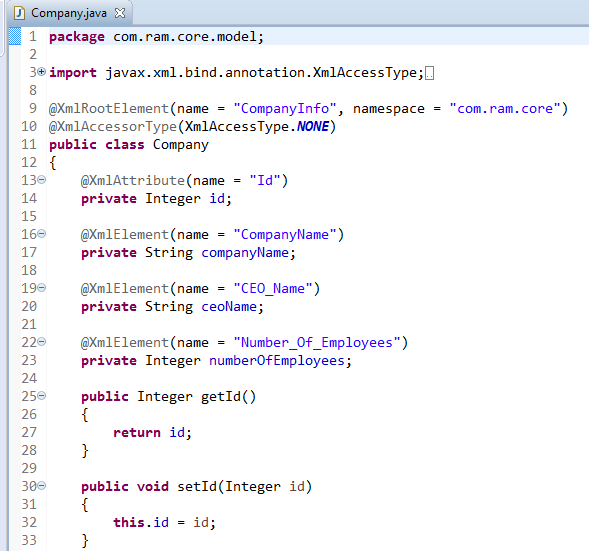 Company.java
1 package com.ram.core.model;
2
3 import javax.xml.bind.annotation.XmlAccessType;
8
9 @XmlRootElement(name = "CompanyInfo", namespace = "com.ram.core")
10 @XmlAccessorType(XmlAccessType.NONE)
11 public class Company
12 {
13     @XmlAttribute(name = "Id")
14     private Integer id;
15
16     @XmlElement(name = "CompanyName")
17     private String companyName;
18
19     @XmlElement(name = "CEO_Name")
20     private String ceoName;
21
22     @XmlElement(name = "Number_Of_Employees")
23     private Integer numberOfEmployees;
24
25     public Integer getId()
26     {
27         return id;
28     }
29
30     public void setId(Integer id)
31     {
32         this.id = id;
33     }